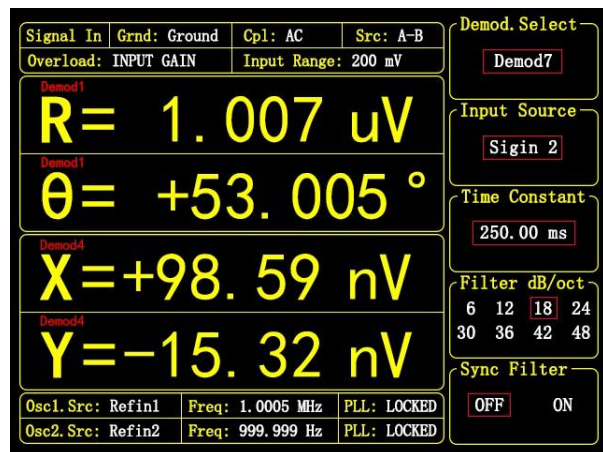 Signal In Grnd: Ground Cpl: AC Src: A-B
Overload: INPUT GAIN Input Range: 200 mV
Demod1
R= 1.007 uV
Demod1
θ= +53.005 °
Demod4
X=+98.59 nV
Demod4
Y=-15.32 nV
Osc1.Src: Refin1 Freq: 1.0005 MHz PLL: LOCKED
Osc2.Src: Refin2 Freq: 999.999 Hz PLL: LOCKED
Demod.Select
Demod7
Input Source
Sigin 2
Time Constant
250.00 ms
Filter dB/oct
6 12 18 24
30 36 42 48
Sync Filter
OFF ON